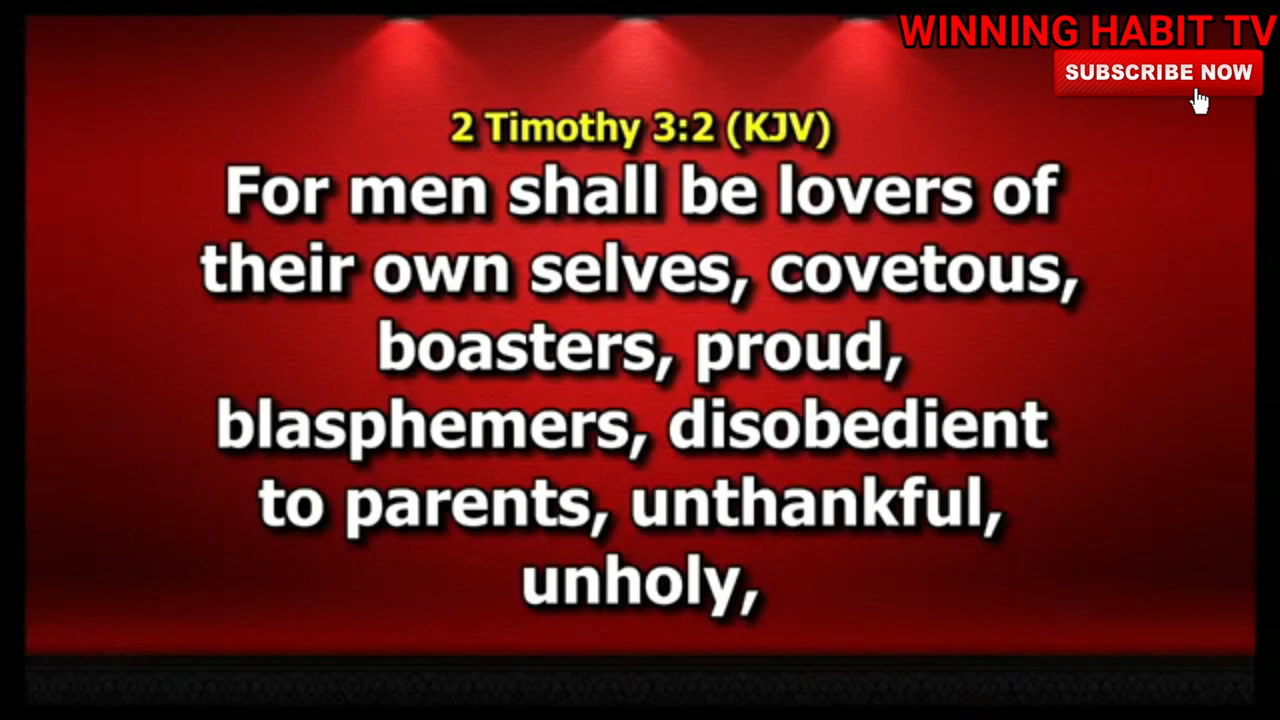 WINNING HABIT TV
SUBSCRIBE NOW
2 Timothy 3:2 (KJV)
For men shall be lovers of
their own selves, covetous,
boasters, proud,
blasphemers, disobedient
to parents, unthankful,
unholy,